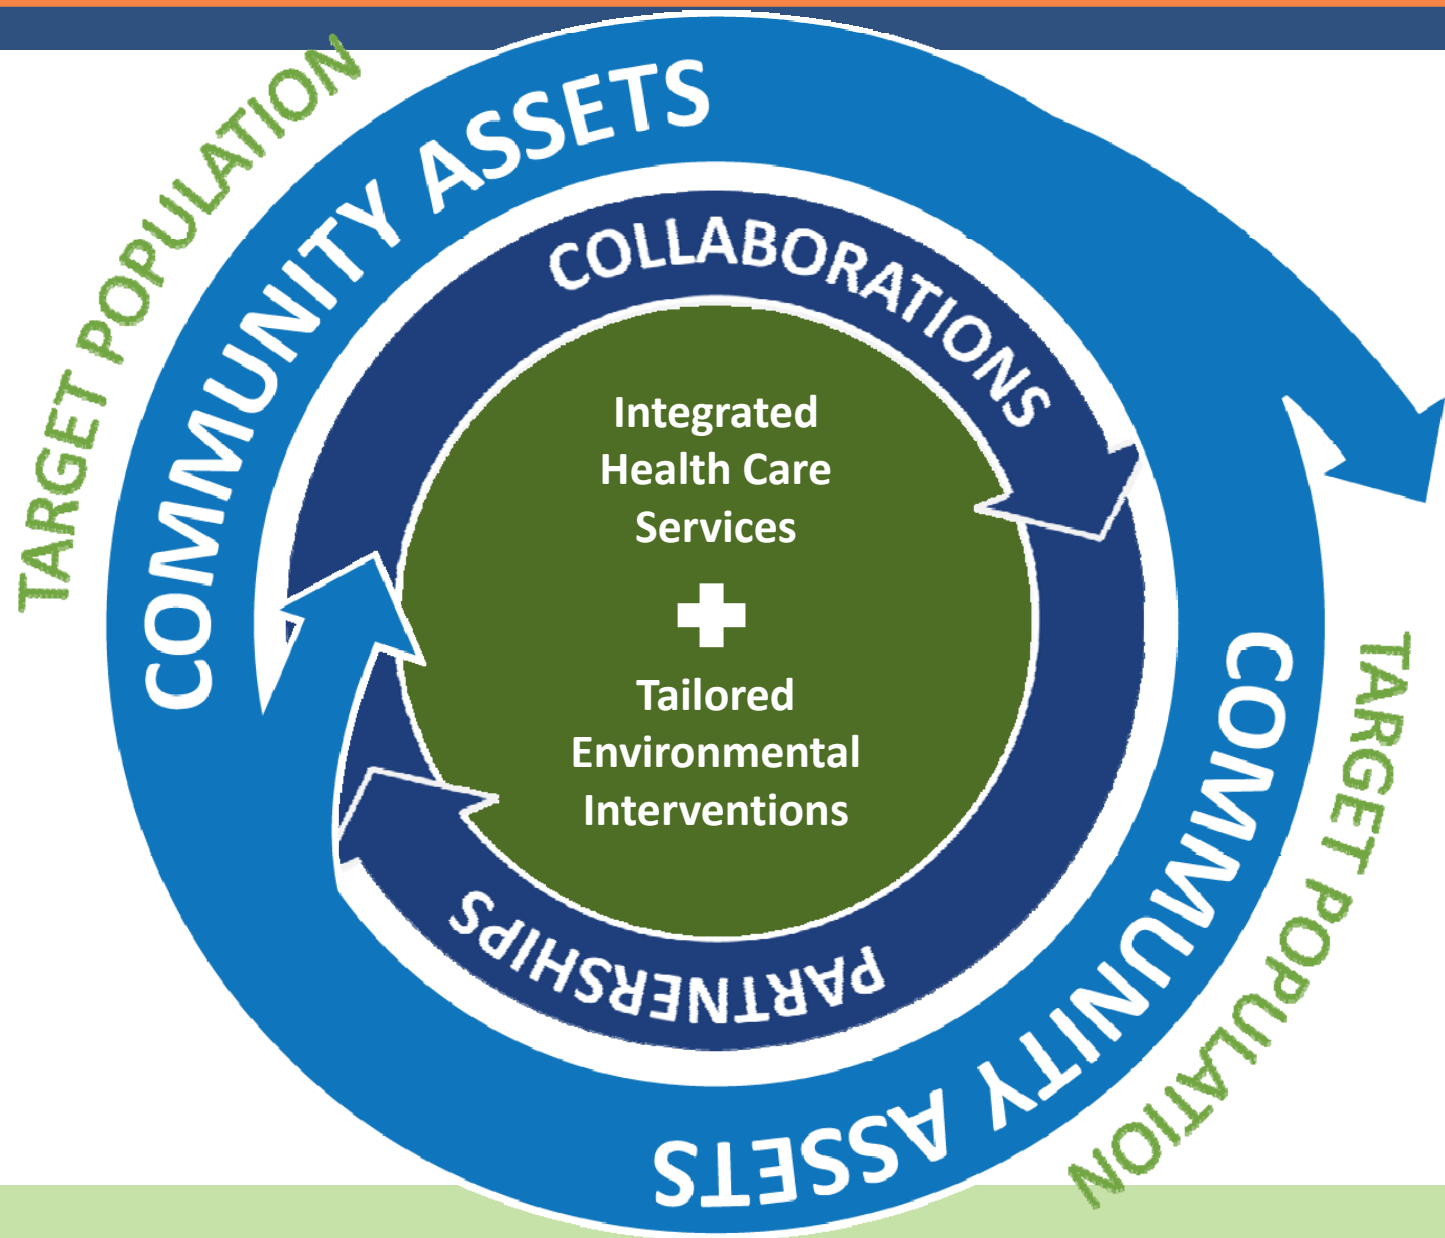 TARGET POPULATION
COMMUNITY ASSETS
COLLABORATIONS
Integrated
Health Care
Services
Tailored
Environmental
Interventions
PARTNERSHIPS
COMMUNITY ASSETS
TARGET POPULATION